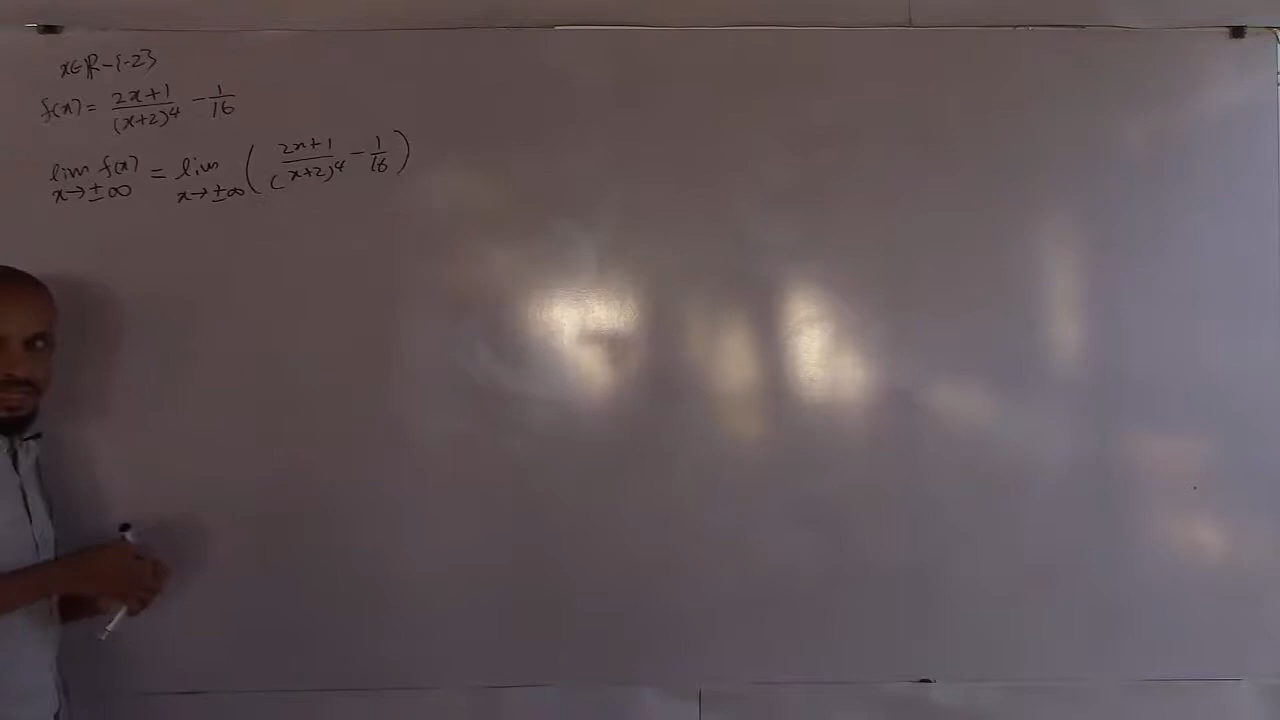 x∈ℝ-{-2}
f(x) = (2x+1)/(x+2)^4 - 1/16
lim x→±∞ f(x) = lim x→±∞ ((2x+1)/(x+2)^4 - 1/16)